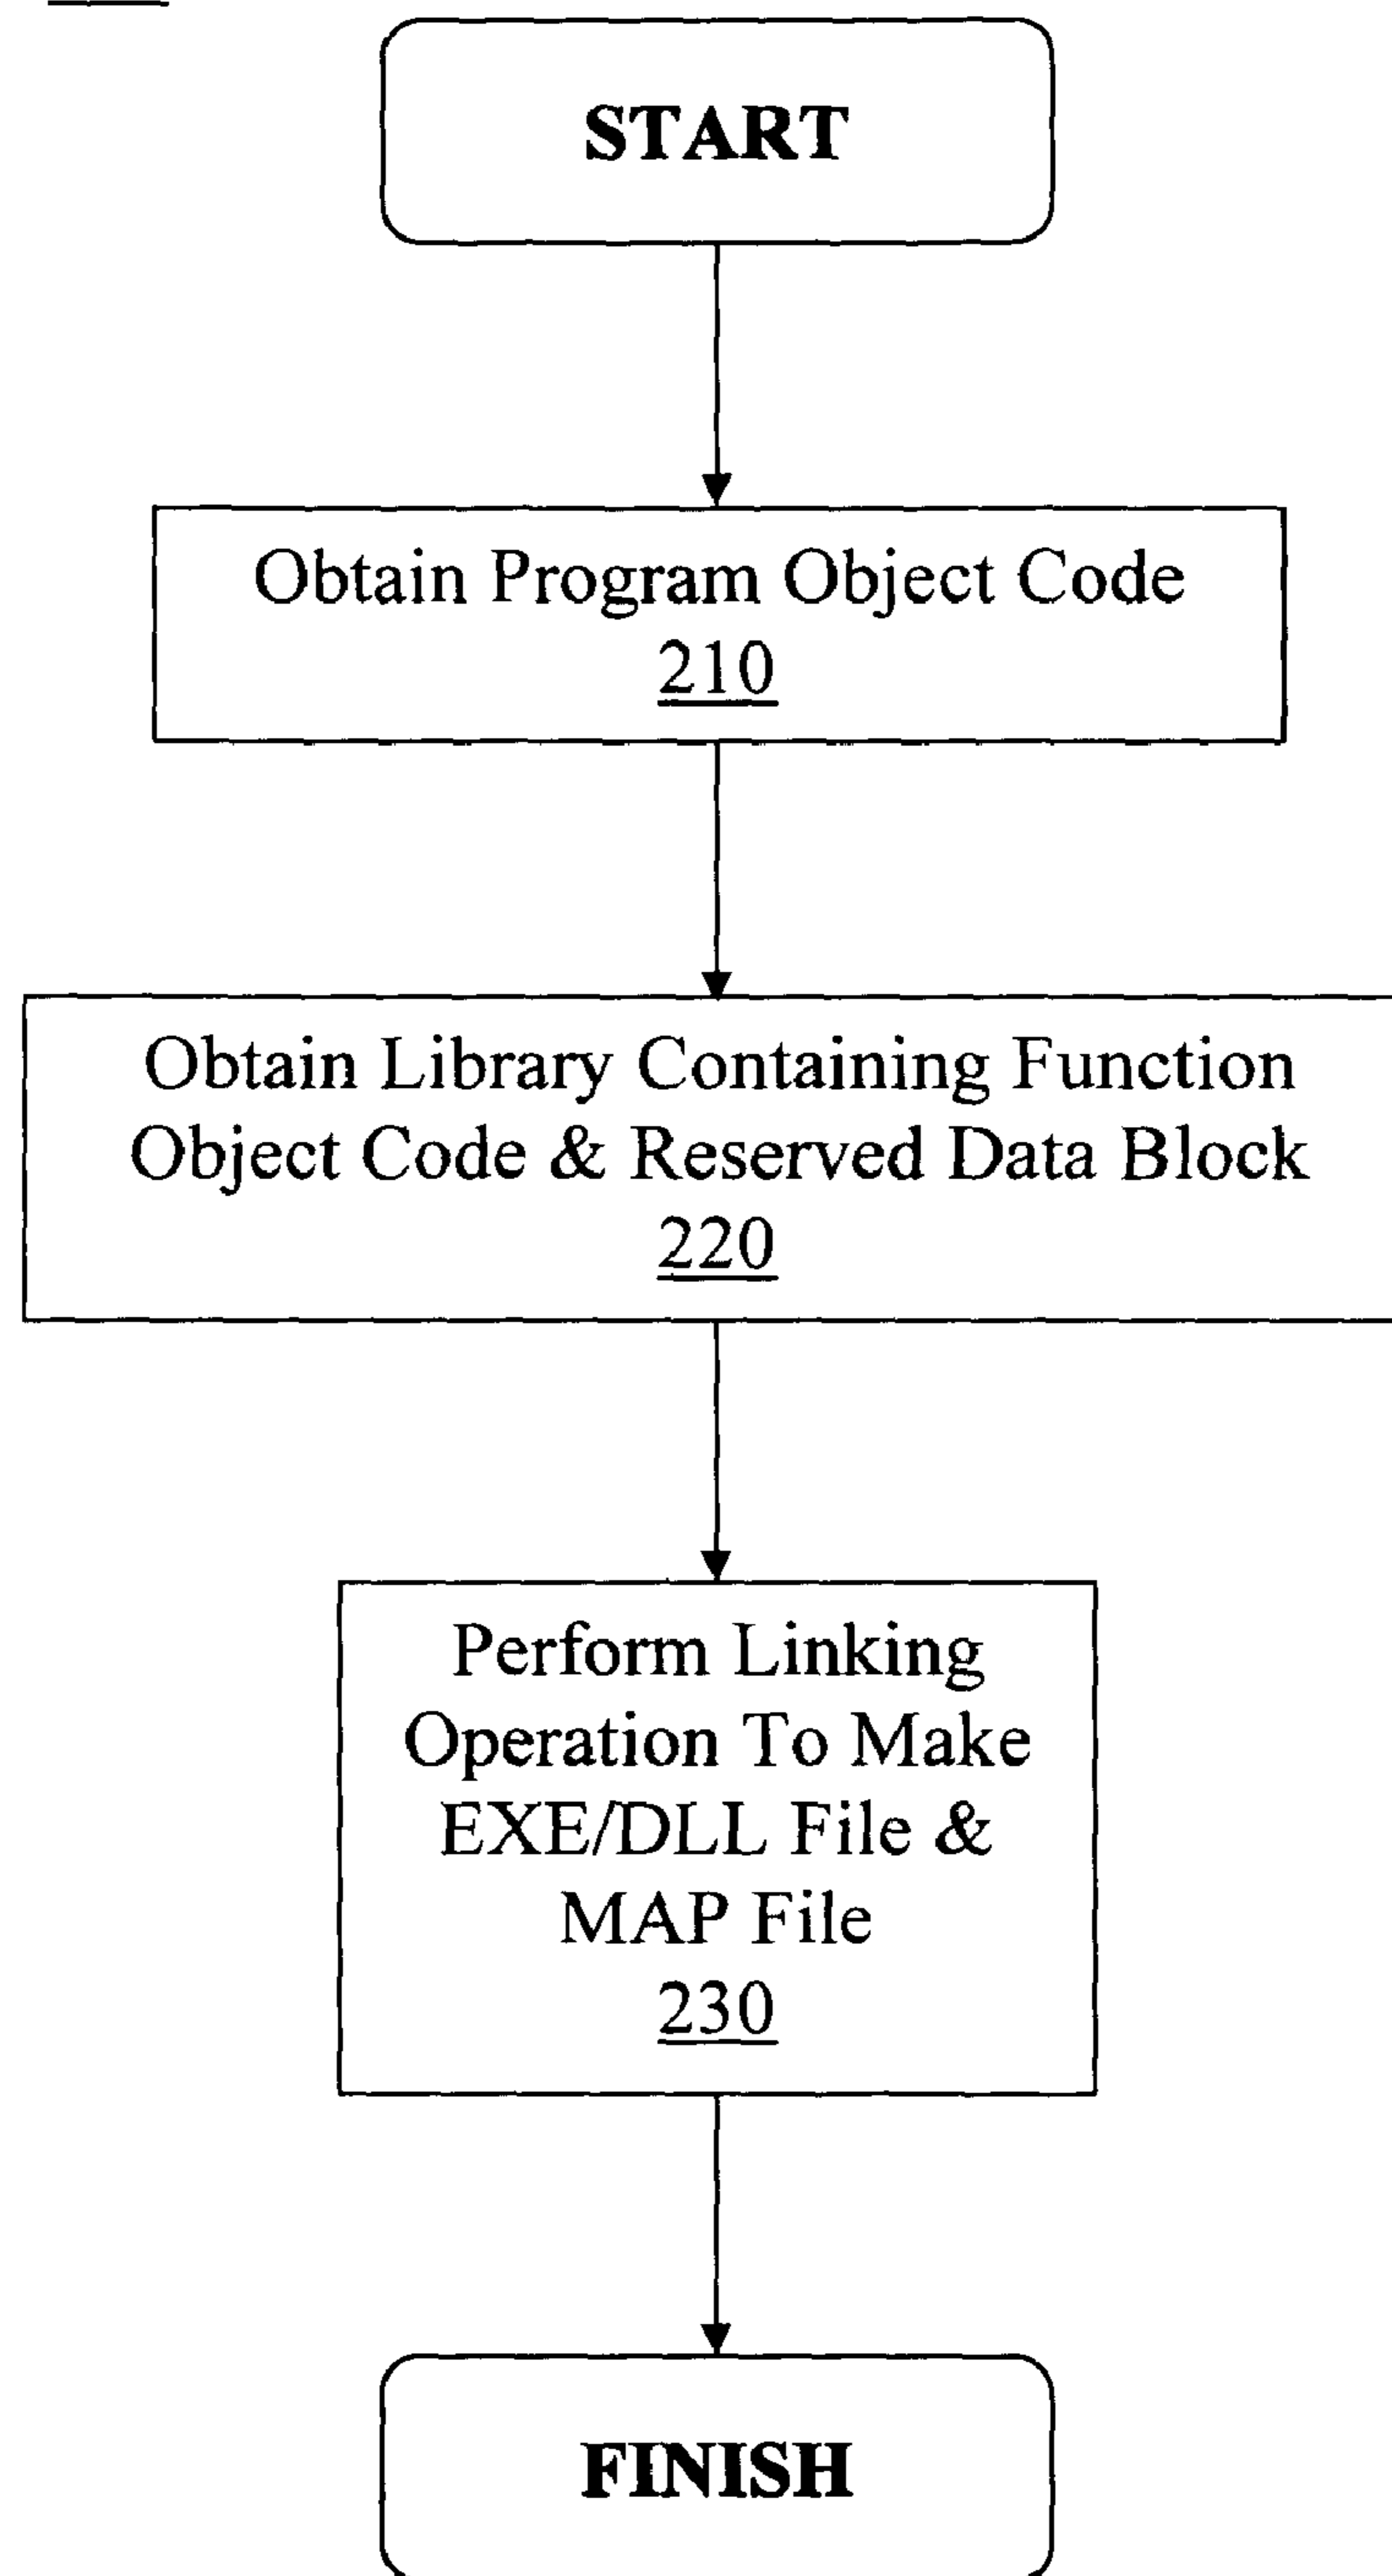 START
Obtain Program Object Code
210
Obtain Library Containing Function
Object Code & Reserved Data Block
220
Perform Linking
Operation To Make
EXE/DLL File &
MAP File
230
FINISH